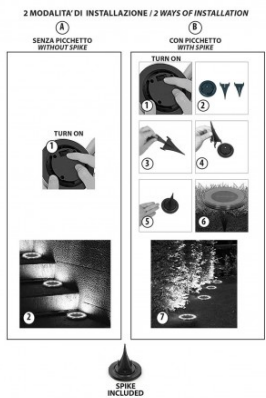 2 MODALITA' DI INSTALLAZIONE / 2 WAYS OF INSTALLATION
A
SENZA PICCHETTO
WITHOUT SPIKE
TURN ON
1
2
B
CON PICCHETTO
WITH SPIKE
TURN ON
1
2
3
4
5
6
7
SPIKE
INCLUDED